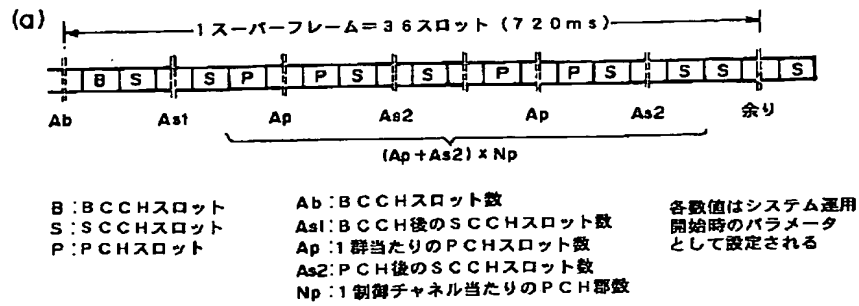 (a)
1スーパーフレーム=36スロット(720ms)
B S S P P S S P P S S S S
Ab As1 Ap As2 Ap As2 余り
(Ap+As2)×Np
B:BCCHスロット
S:SCCHスロット
P:PCHスロット
Ab:BCCHスロット数
As1:BCCH後のSCCHスロット数
Ap:1群当たりのPCHスロット数
As2:PCH後のSCCHスロット数
Np:1制御チャネル当たりのPCH郡数
各数値はシステム運用
開始時のパラメータ
として設定される